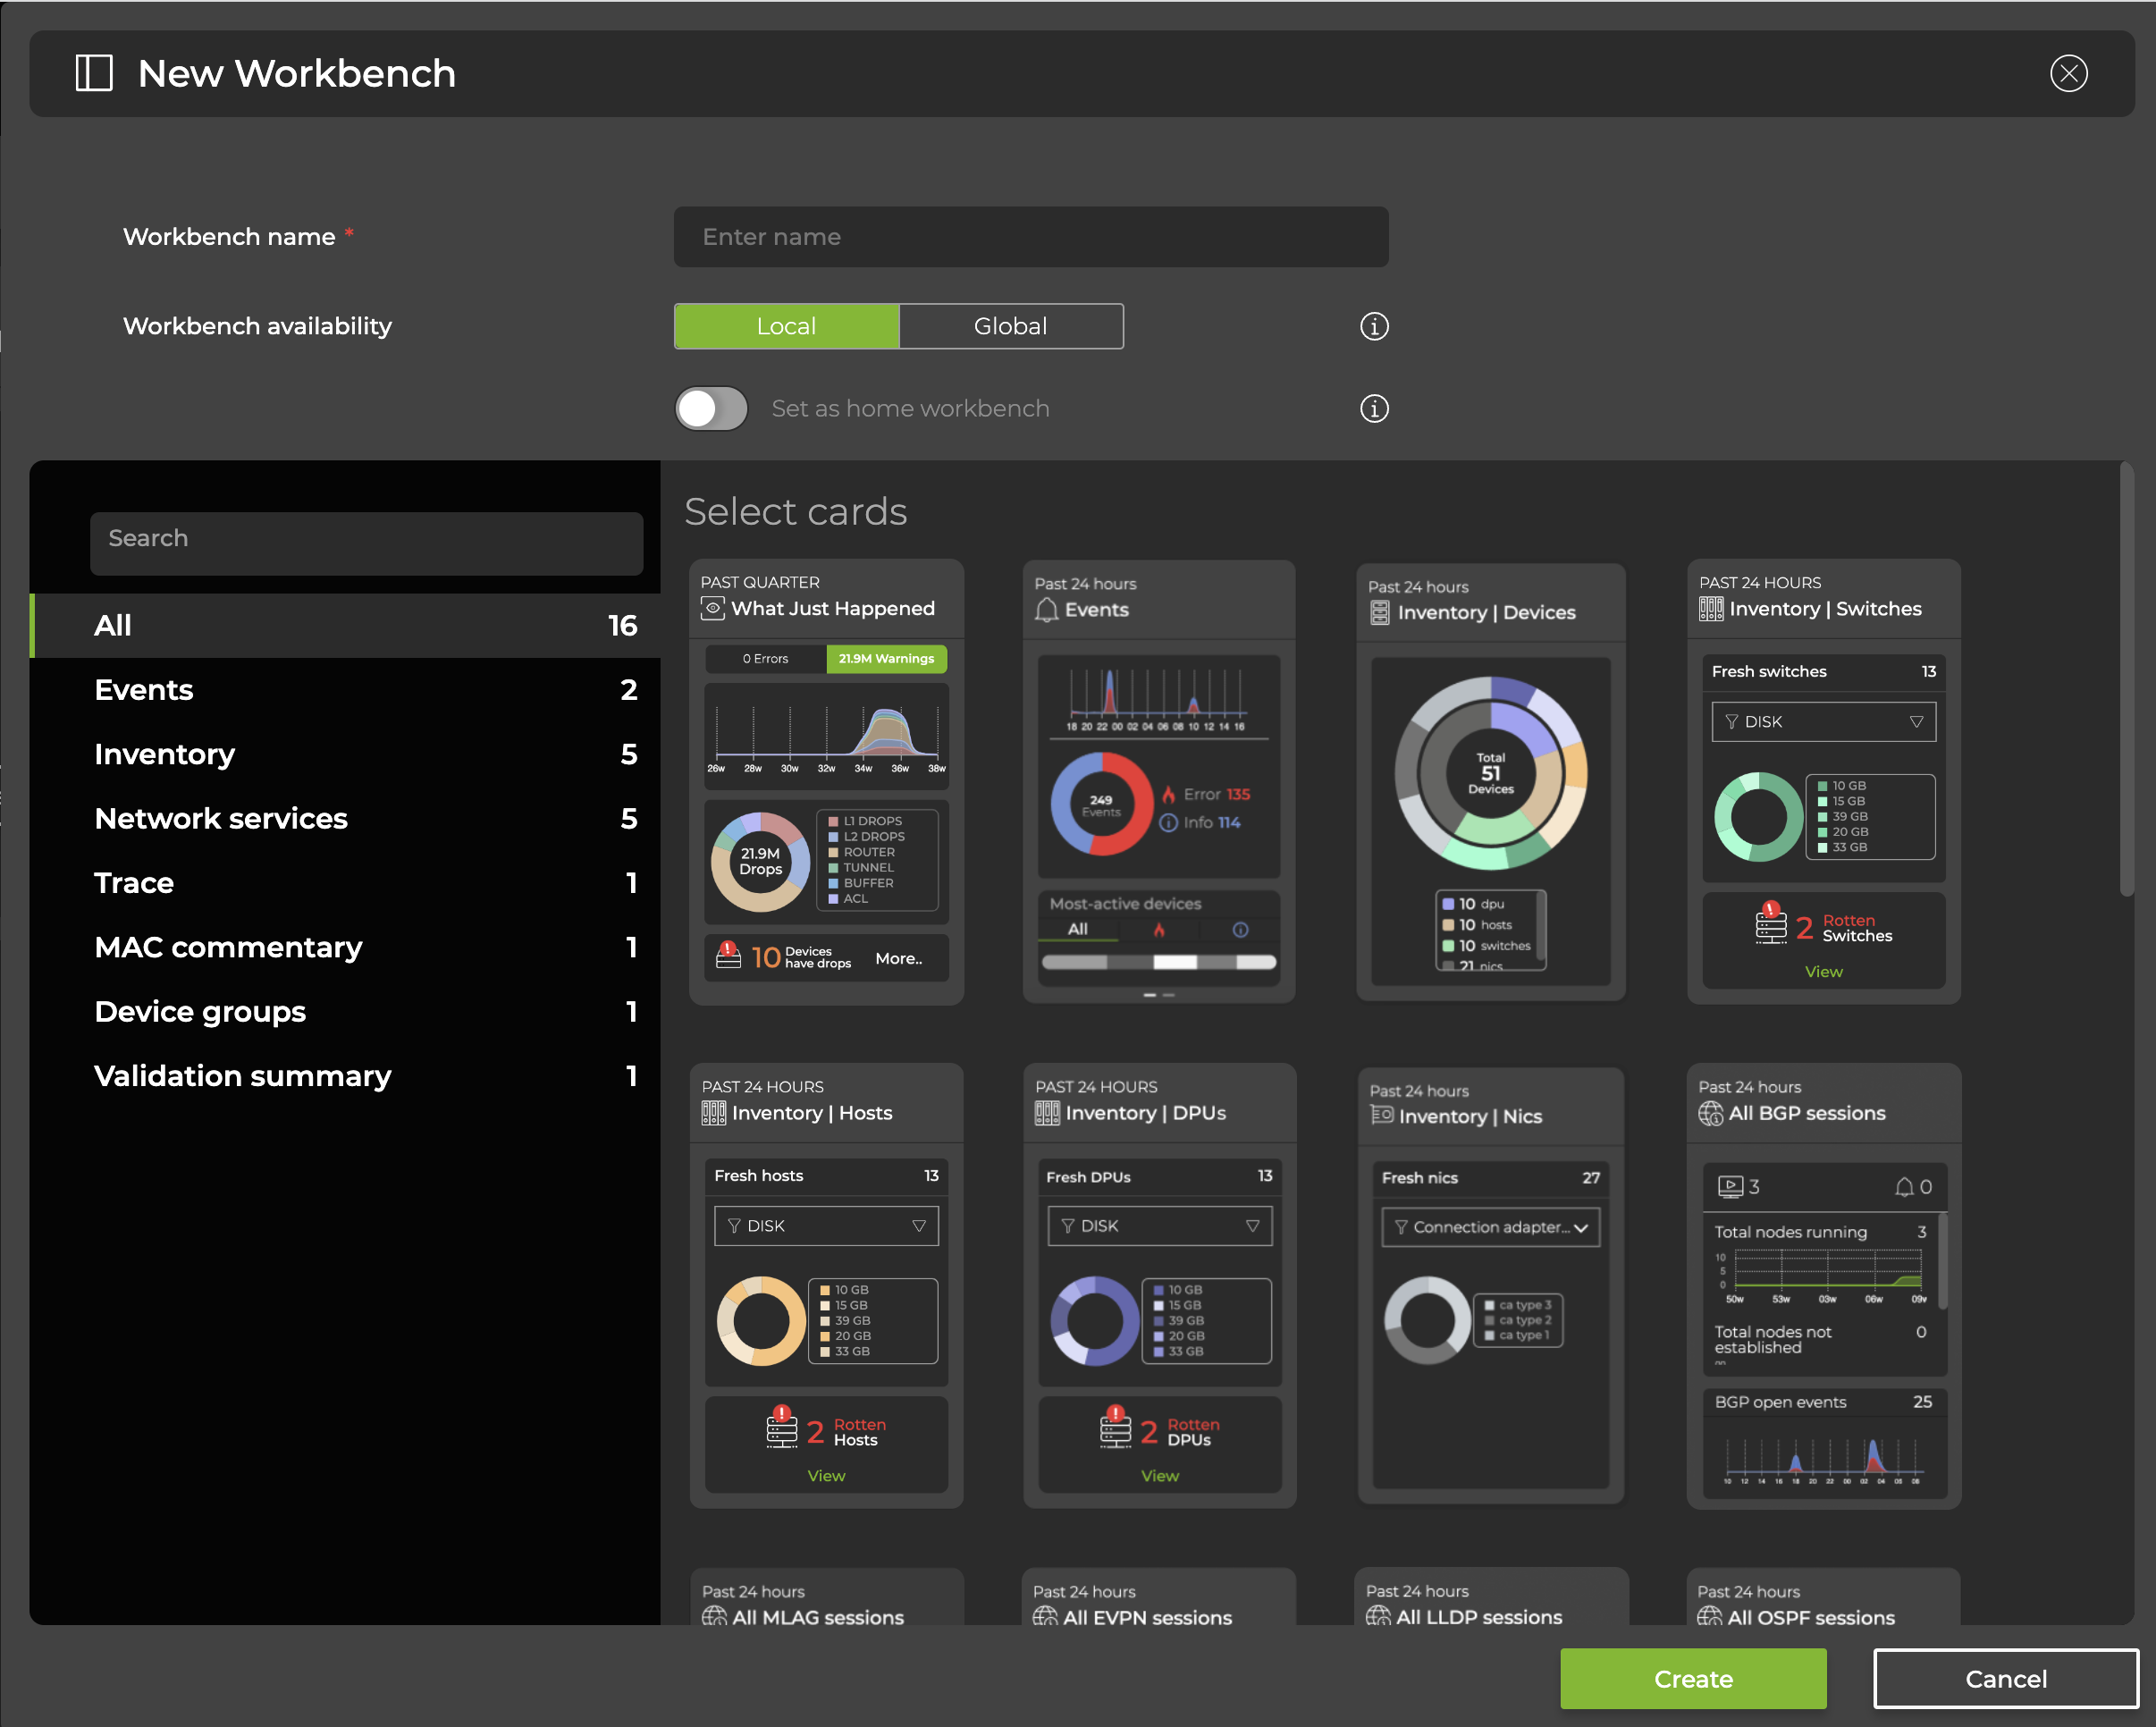 New Workbench
Workbench name *
Enter name
Workbench availability
Local Global
Set as home workbench
Search
All 16
Events 2
Inventory 5
Network services 5
Trace 1
MAC commentary 1
Device groups 1
Validation summary 1
Select cards
PAST QUARTER
What Just Happened
0 Errors 21.9M Warnings
26w 28w 30w 32w 34w 36w 38w
21.9M
Drops
L1 DROPS
L2 DROPS
ROUTER
TUNNEL
BUFFER
ACL
10 Devices
have drops
More..
Past 24 hours
Events
18 20 22 00 02 04 06 08 10 12 14 16
249
Events
Error 135
Info 114
Most-active devices
All
Past 24 hours
Inventory | Devices
Total
51
Devices
10 dpu
10 hosts
10 switches
21 nics
PAST 24 HOURS
Inventory | Switches
Fresh switches 13
DISK
10 GB
15 GB
39 GB
20 GB
33 GB
2 Rotten
Switches
View
PAST 24 HOURS
Inventory | Hosts
Fresh hosts 13
DISK
10 GB
15 GB
39 GB
20 GB
33 GB
2 Rotten
Hosts
View
PAST 24 HOURS
Inventory | DPUs
Fresh DPUs 13
DISK
10 GB
15 GB
39 GB
20 GB
33 GB
2 Rotten
DPUs
View
Past 24 hours
Inventory | Nics
Fresh nics 27
Connection adapter...
ca type 3
ca type 2
ca type 1
Past 24 hours
All BGP sessions
3 0
Total nodes running 3
10
5
0
50w 53w 03w 06w 09w
Total nodes not
established 0
BGP open events 25
10 12 14 16 18 20 22 00 02 04 06 08
Past 24 hours
All MLAG sessions
Past 24 hours
All EVPN sessions
Past 24 hours
All LLDP sessions
Past 24 hours
All OSPF sessions
Create
Cancel